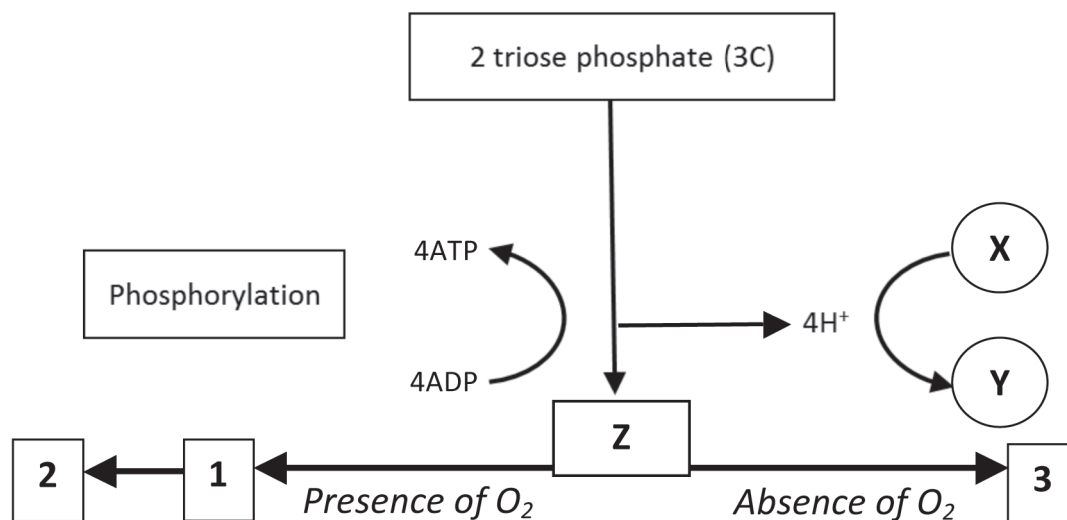 2 triose phosphate (3C)
4ATP
X
Phosphorylation
4H⁺
4ADP
Y
Z
2
1
3
Presence of O₂
Absence of O₂